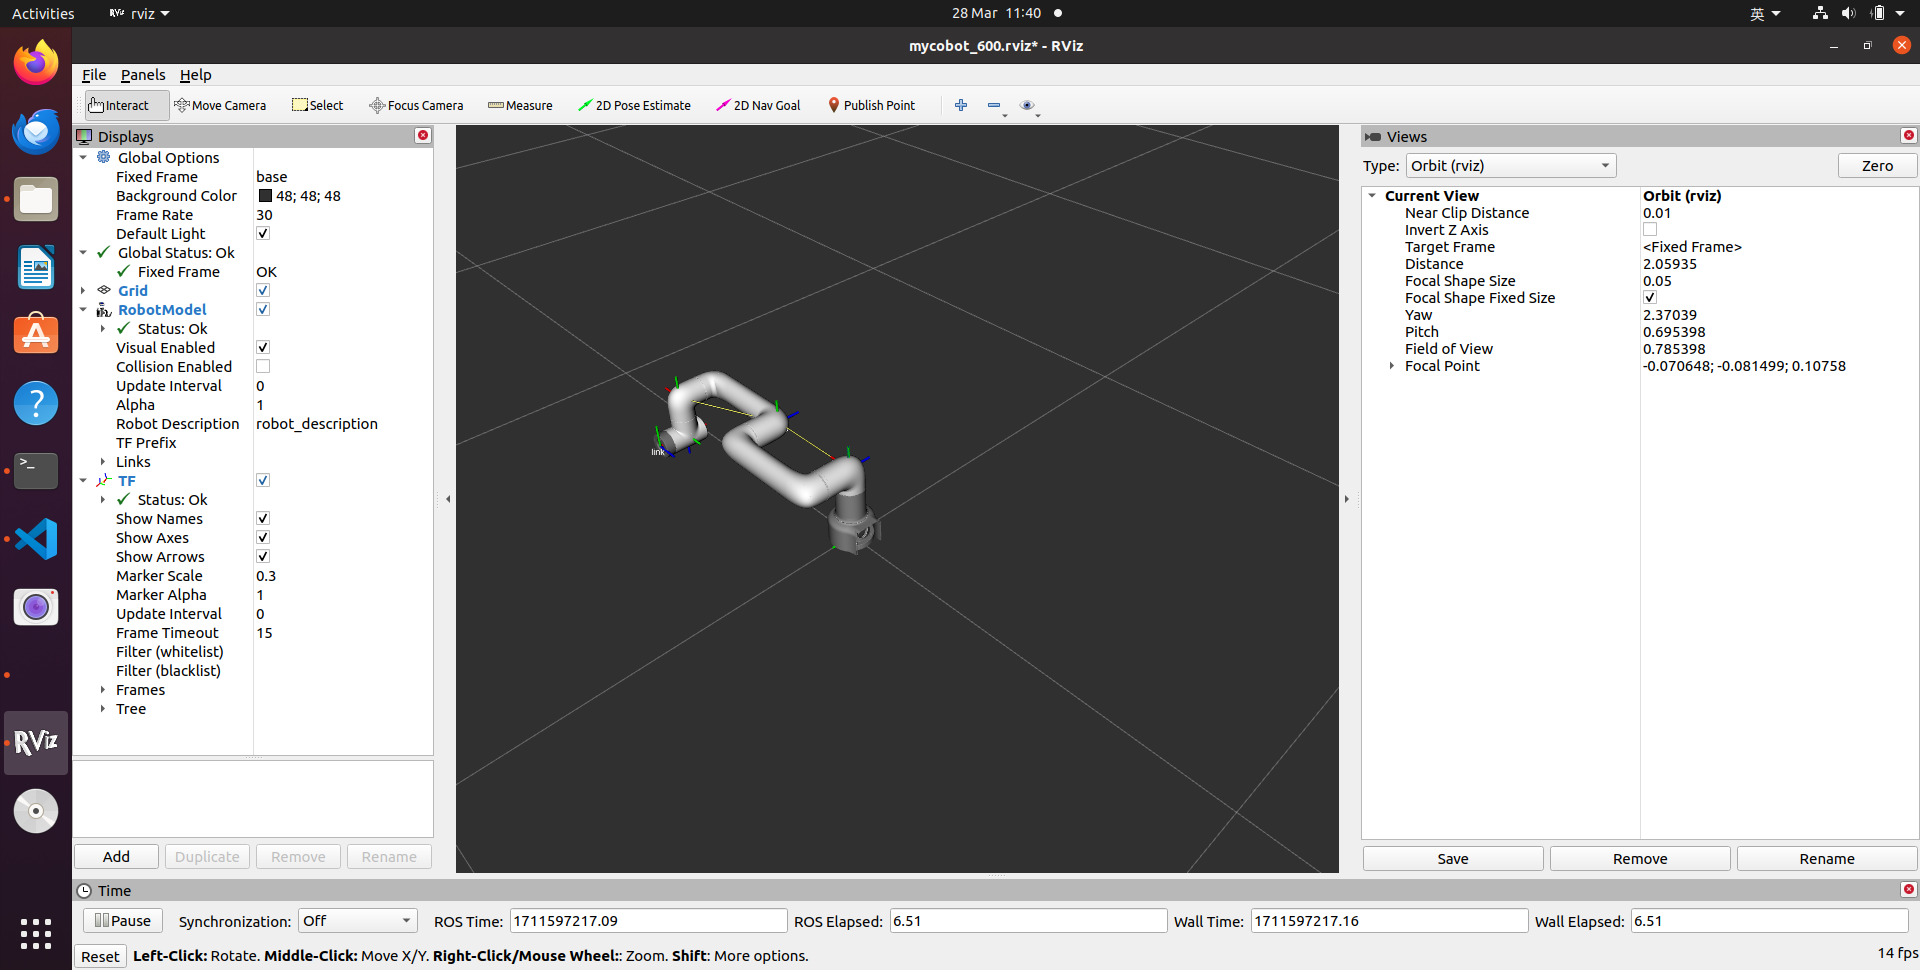 Activities
RViz rviz
28 Mar 11:40
英
mycobot_600.rviz* - RViz
File Panels Help
Interact Move Camera Select Focus Camera Measure 2D Pose Estimate 2D Nav Goal Publish Point
Displays
Global Options
Fixed Frame base
Background Color 48; 48; 48
Frame Rate 30
Default Light
Global Status: Ok
Fixed Frame OK
Grid
RobotModel
Status: Ok
Visual Enabled
Collision Enabled
Update Interval 0
Alpha 1
Robot Description robot_description
TF Prefix
Links
TF
Status: Ok
Show Names
Show Axes
Show Arrows
Marker Scale 0.3
Marker Alpha 1
Update Interval 0
Frame Timeout 15
Filter (whitelist)
Filter (blacklist)
Frames
Tree
Add Duplicate Remove Rename
link
Views
Type: Orbit (rviz) Zero
Current View Orbit (rviz)
Near Clip Distance 0.01
Invert Z Axis
Target Frame <Fixed Frame>
Distance 2.05935
Focal Shape Size 0.05
Focal Shape Fixed Size
Yaw 2.37039
Pitch 0.695398
Field of View 0.785398
Focal Point -0.070648; -0.081499; 0.10758
Save Remove Rename
RViz
Time
Pause Synchronization: Off ROS Time: 1711597217.09 ROS Elapsed: 6.51 Wall Time: 1711597217.16 Wall Elapsed: 6.51
Reset Left-Click: Rotate. Middle-Click: Move X/Y. Right-Click/Mouse Wheel:: Zoom. Shift: More options. 14 fps